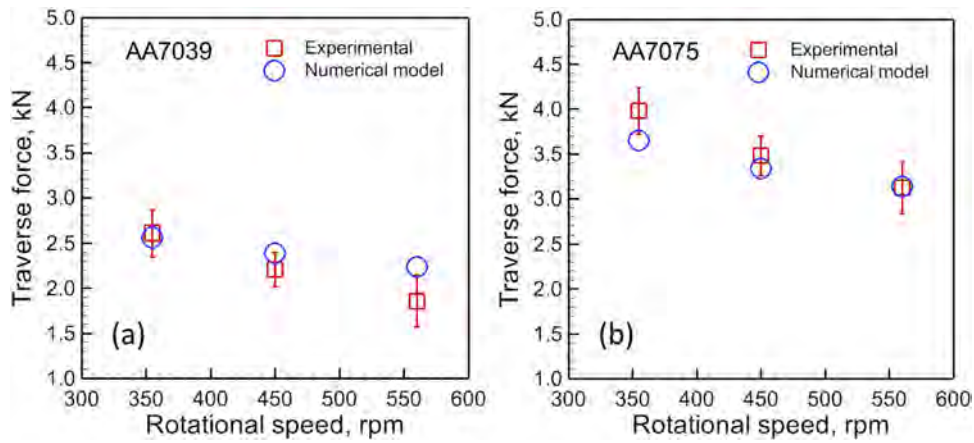 AA7039
Experimental
Numerical model
Traverse force, kN
5.0
4.5
4.0
3.5
3.0
2.5
2.0
1.5
1.0
(a)
300 350 400 450 500 550 600
Rotational speed, rpm
AA7075
Experimental
Numerical model
Traverse force, kN
5.0
4.5
4.0
3.5
3.0
2.5
2.0
1.5
1.0
(b)
300 350 400 450 500 550 600
Rotational speed, rpm